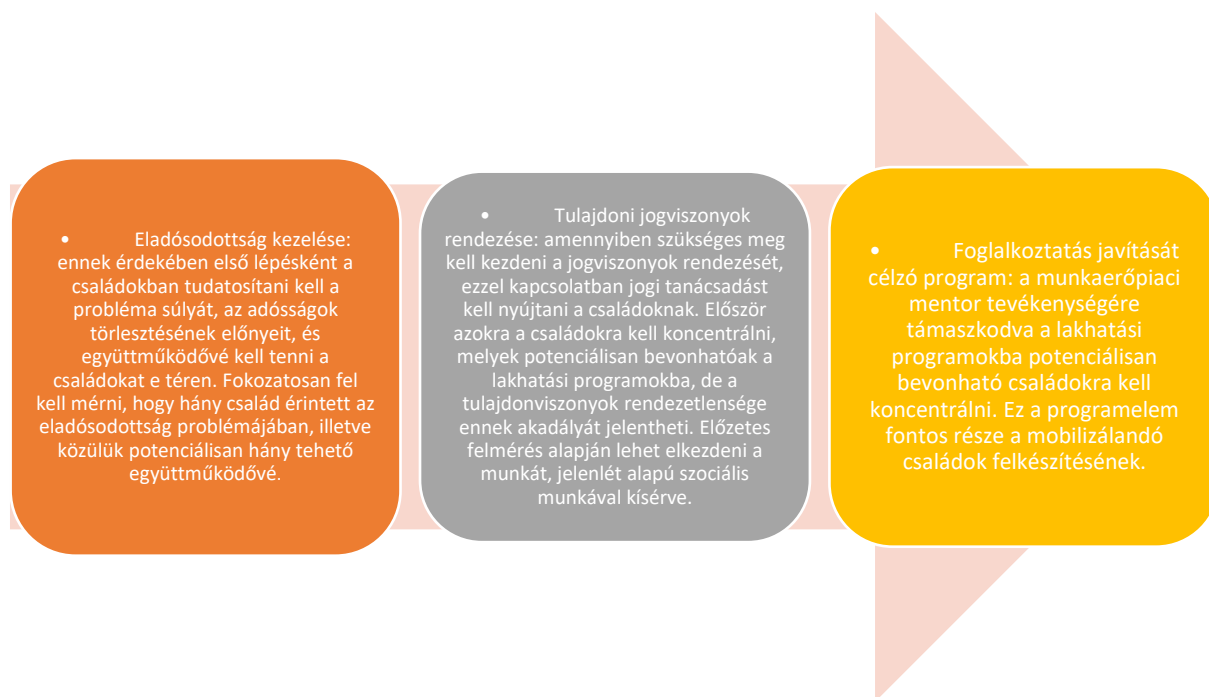 • Eladósodottság kezelése:
ennek érdekében első lépésként a
családokban tudatosítani kell a
probléma súlyát, az adósságok
törlesztésének előnyeit, és
együttműködővé kell tenni a
családokat e téren. Fokozatosan fel
kell mérni, hogy hány család érintett az
eladósodottság problémájában, illetve
közülük potenciálisan hány tehető
együttműködővé.
• Tulajdoni jogviszonyok
rendezése: amennyiben szükséges meg
kell kezdeni a jogviszonyok rendezését,
ezzel kapcsolatban jogi tanácsadást
kell nyújtani a családoknak. Először
azokra a családokra kell koncentrálni,
melyek potenciálisan bevonhatóak a
lakhatási programokba, de a
tulajdonviszonyok rendezetlensége
ennek akadályát jelentheti. Előzetes
felmérés alapján lehet elkezdeni a
munkát, jelenlét alapú szociális
munkával kísérve.
• Foglalkoztatás javítását
célzó program: a munkaerőpiaci
mentor tevékenységére
támaszkodva a lakhatási
programokba potenciálisan
bevonható családokra kell
koncentrálni. Ez a programelem
fontos része a mobilizálandó
családok felkészítésének.